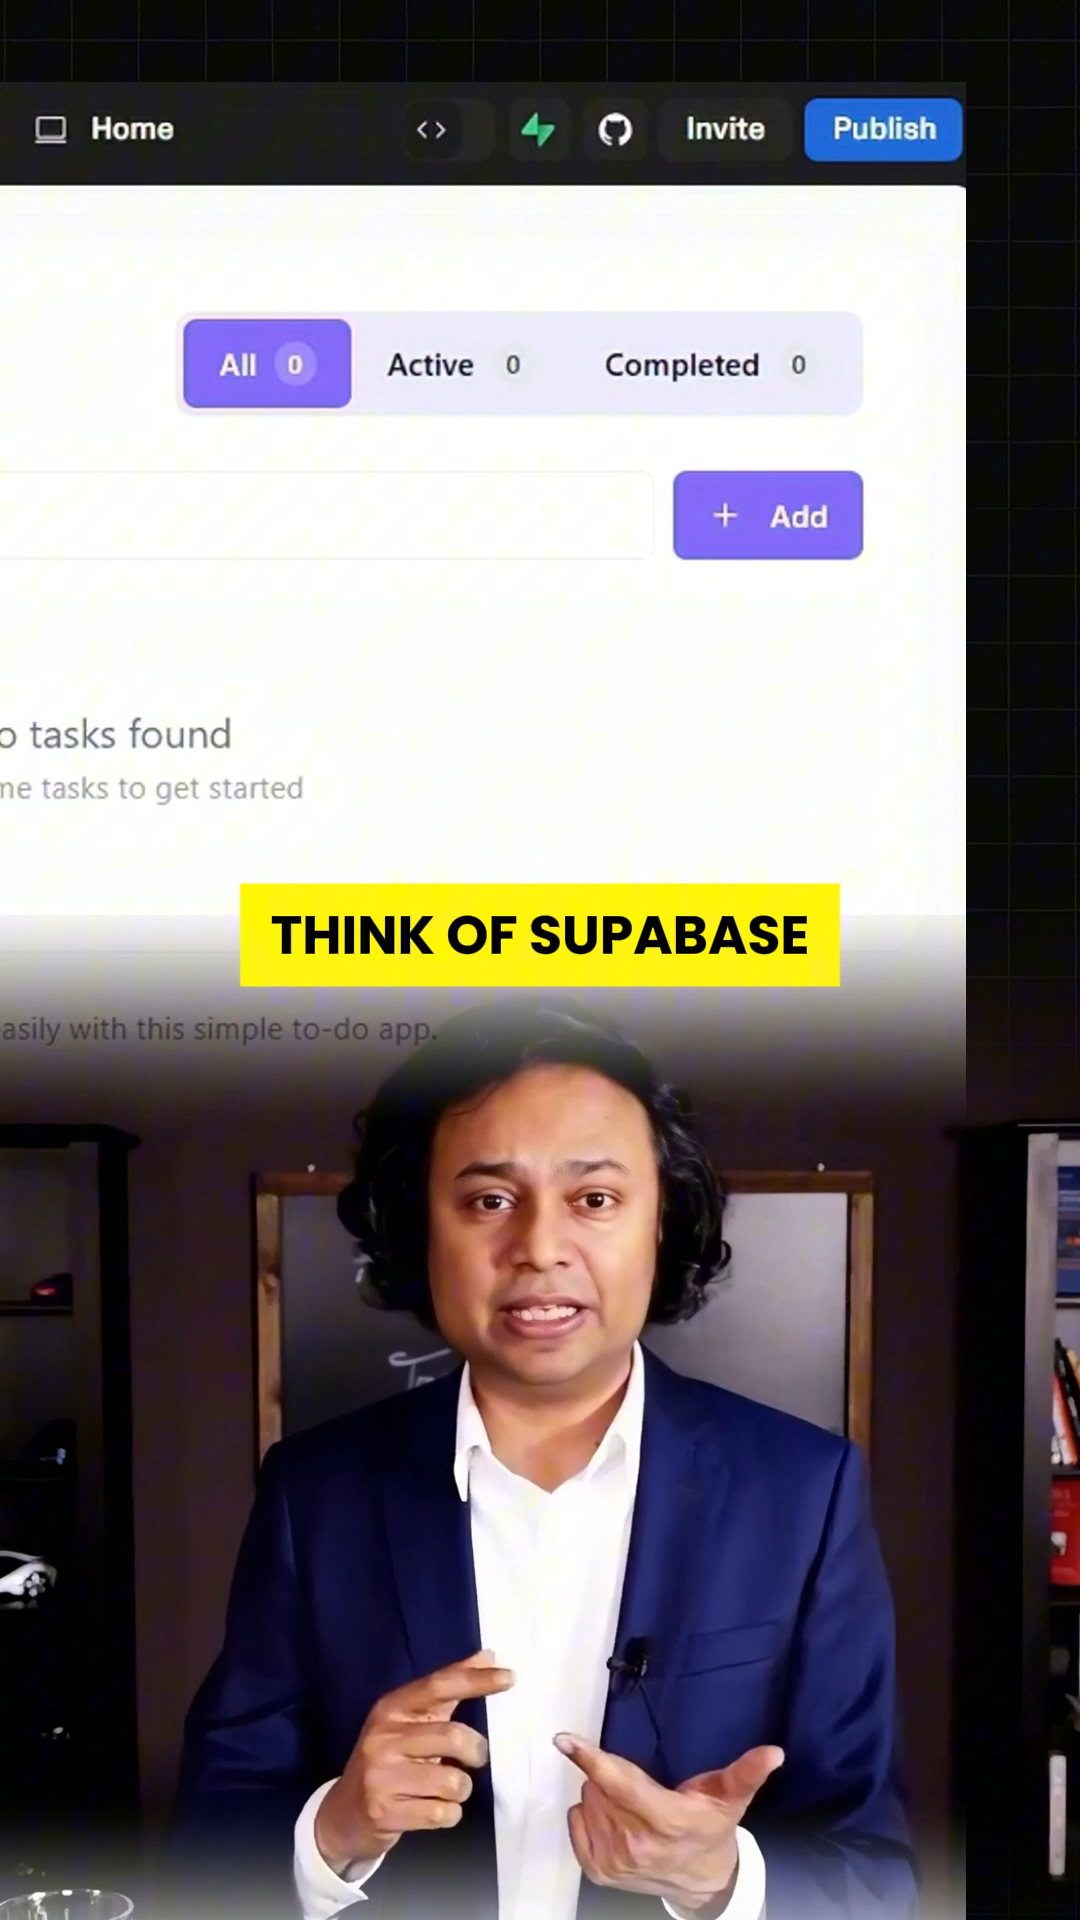 Home
Invite
Publish
All 0
Active 0
Completed 0
+ Add
o tasks found
me tasks to get started
THINK OF SUPABASE
asily with this simple to-do app.